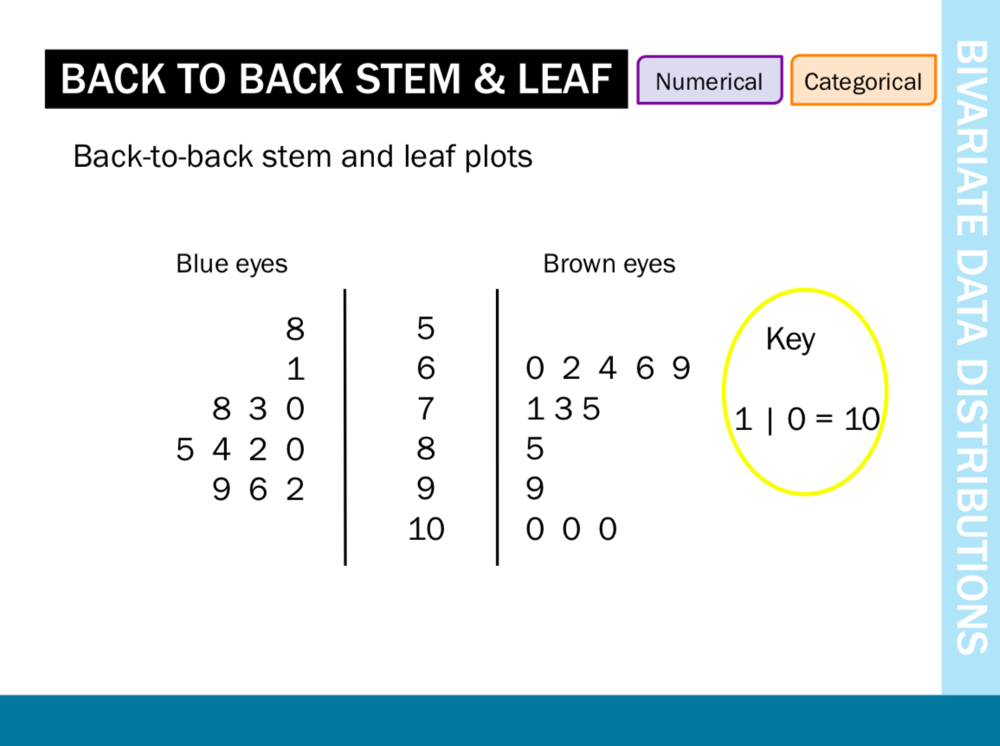 BACK TO BACK STEM & LEAF
Numerical
Categorical
BIVARIATE DATA DISTRIBUTIONS
Back-to-back stem and leaf plots
Blue eyes Brown eyes
8 5
1 6 0 2 4 6 9
8 3 0 7 1 3 5
5 4 2 0 8 5
9 6 2 9 9
10 0 0 0
Key
1 | 0 = 10